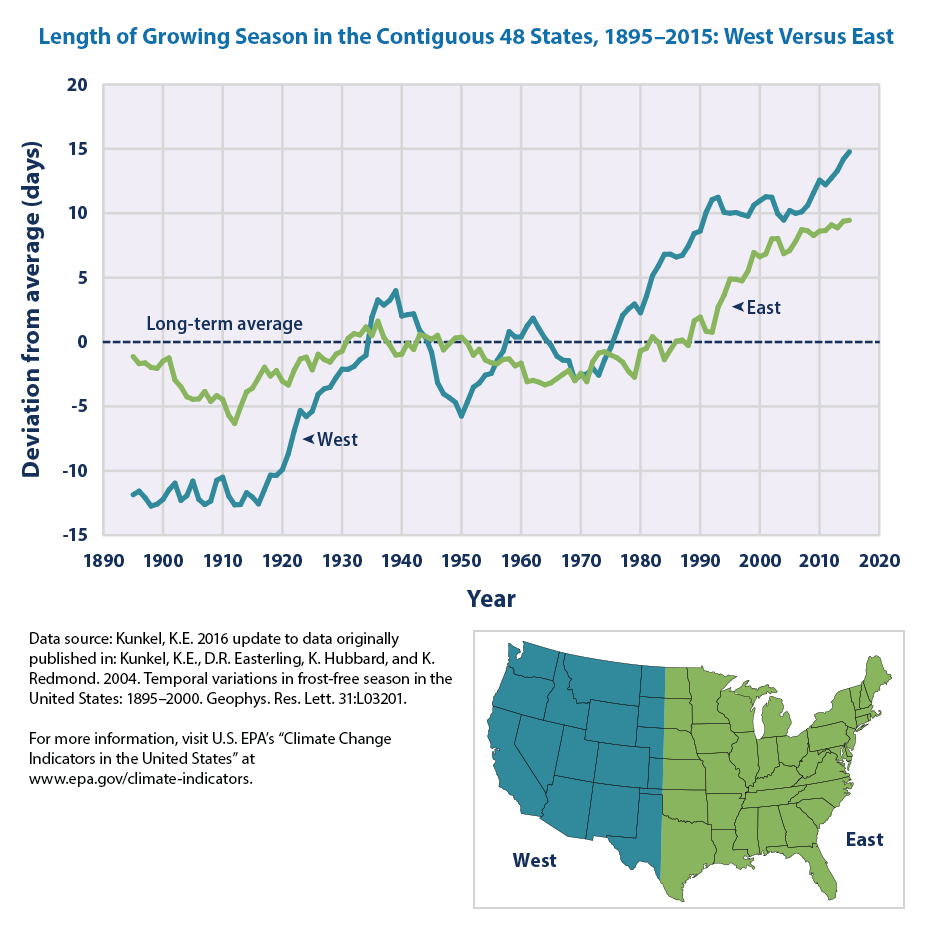 Length of Growing Season in the Contiguous 48 States, 1895–2015: West Versus East
Deviation from average (days)
20
15
10
5
0
-5
-10
-15
Long-term average
East
West
1890 1900 1910 1920 1930 1940 1950 1960 1970 1980 1990 2000 2010 2020
Year
Data source: Kunkel, K.E. 2016 update to data originally
published in: Kunkel, K.E., D.R. Easterling, K. Hubbard, and K.
Redmond. 2004. Temporal variations in frost-free season in the
United States: 1895–2000. Geophys. Res. Lett. 31:L03201.
For more information, visit U.S. EPA’s “Climate Change
Indicators in the United States” at
www.epa.gov/climate-indicators.
West
East